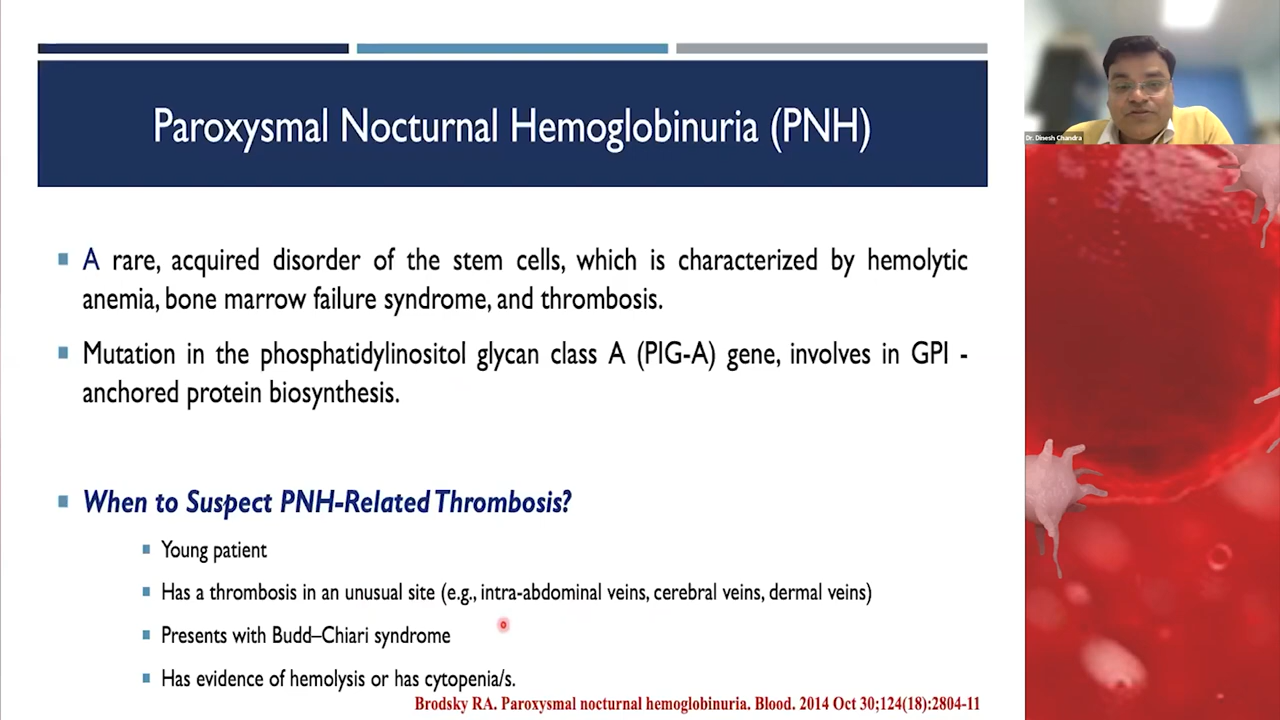 Paroxysmal Nocturnal Hemoglobinuria (PNH)
Dr. Dinesh Chandra
A rare, acquired disorder of the stem cells, which is characterized by hemolytic
anemia, bone marrow failure syndrome, and thrombosis.
Mutation in the phosphatidylinositol glycan class A (PIG-A) gene, involves in GPI -
anchored protein biosynthesis.
When to Suspect PNH-Related Thrombosis?
Young patient
Has a thrombosis in an unusual site (e.g., intra-abdominal veins, cerebral veins, dermal veins)
Presents with Budd–Chiari syndrome
Has evidence of hemolysis or has cytopenia/s.
Brodsky RA. Paroxysmal nocturnal hemoglobinuria. Blood. 2014 Oct 30;124(18):2804-11